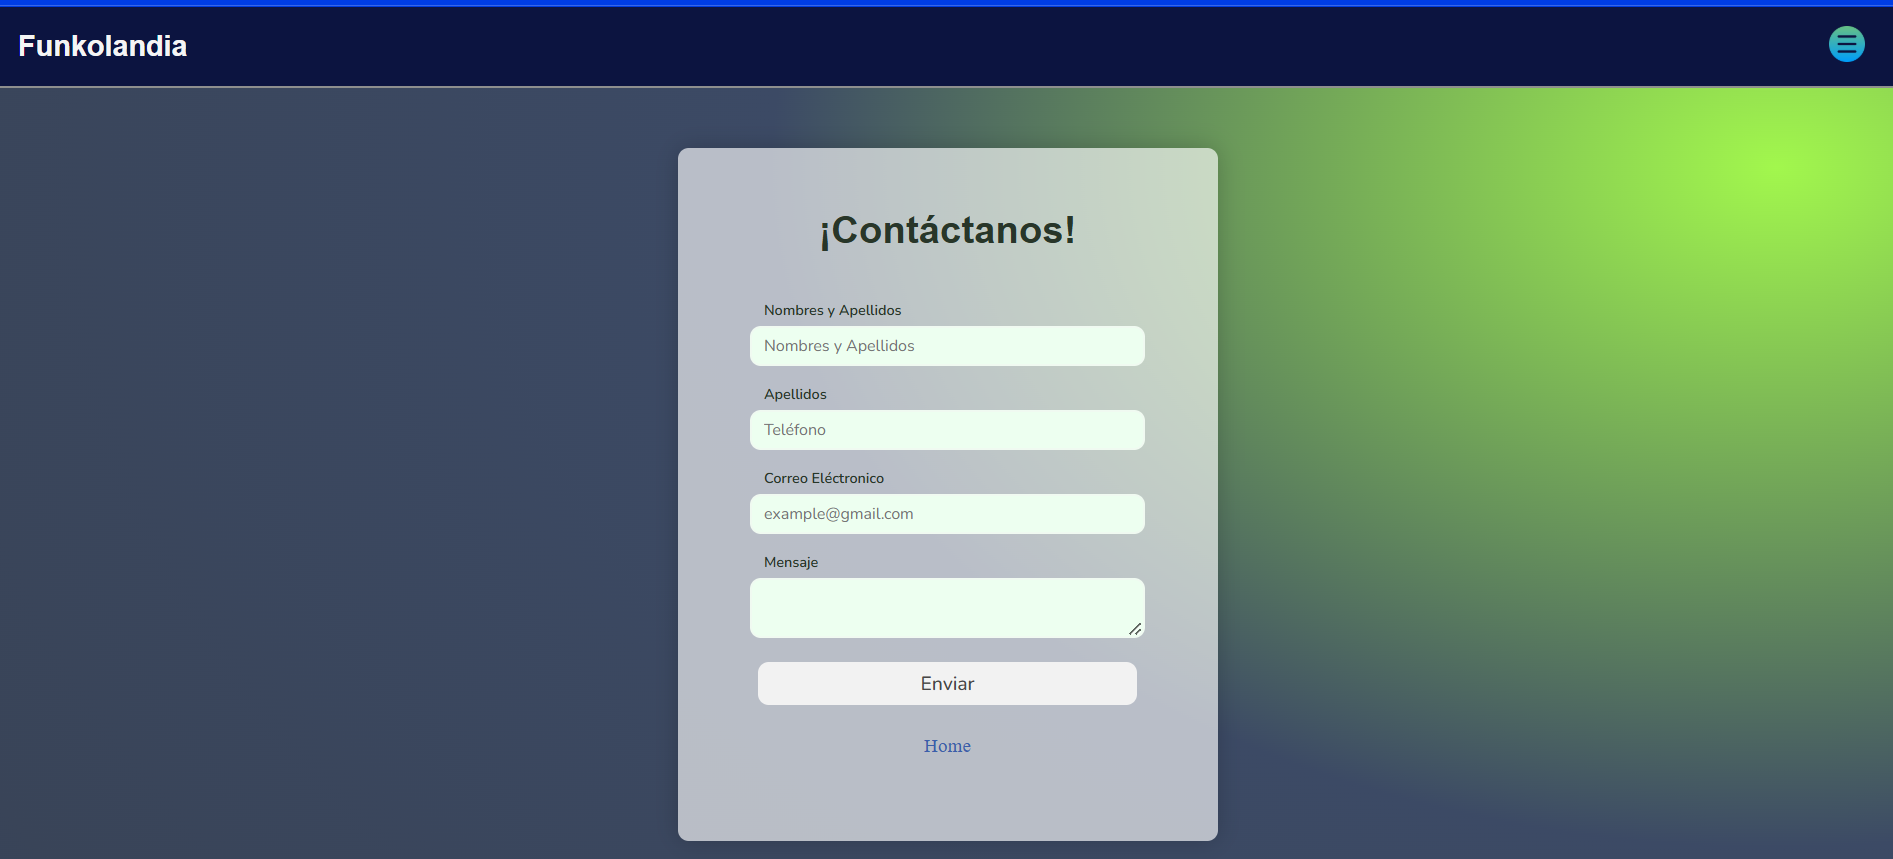 Funkolandia
¡Contáctanos!
Nombres y Apellidos
Nombres y Apellidos
Apellidos
Teléfono
Correo Eléctronico
example@gmail.com
Mensaje
Enviar
Home